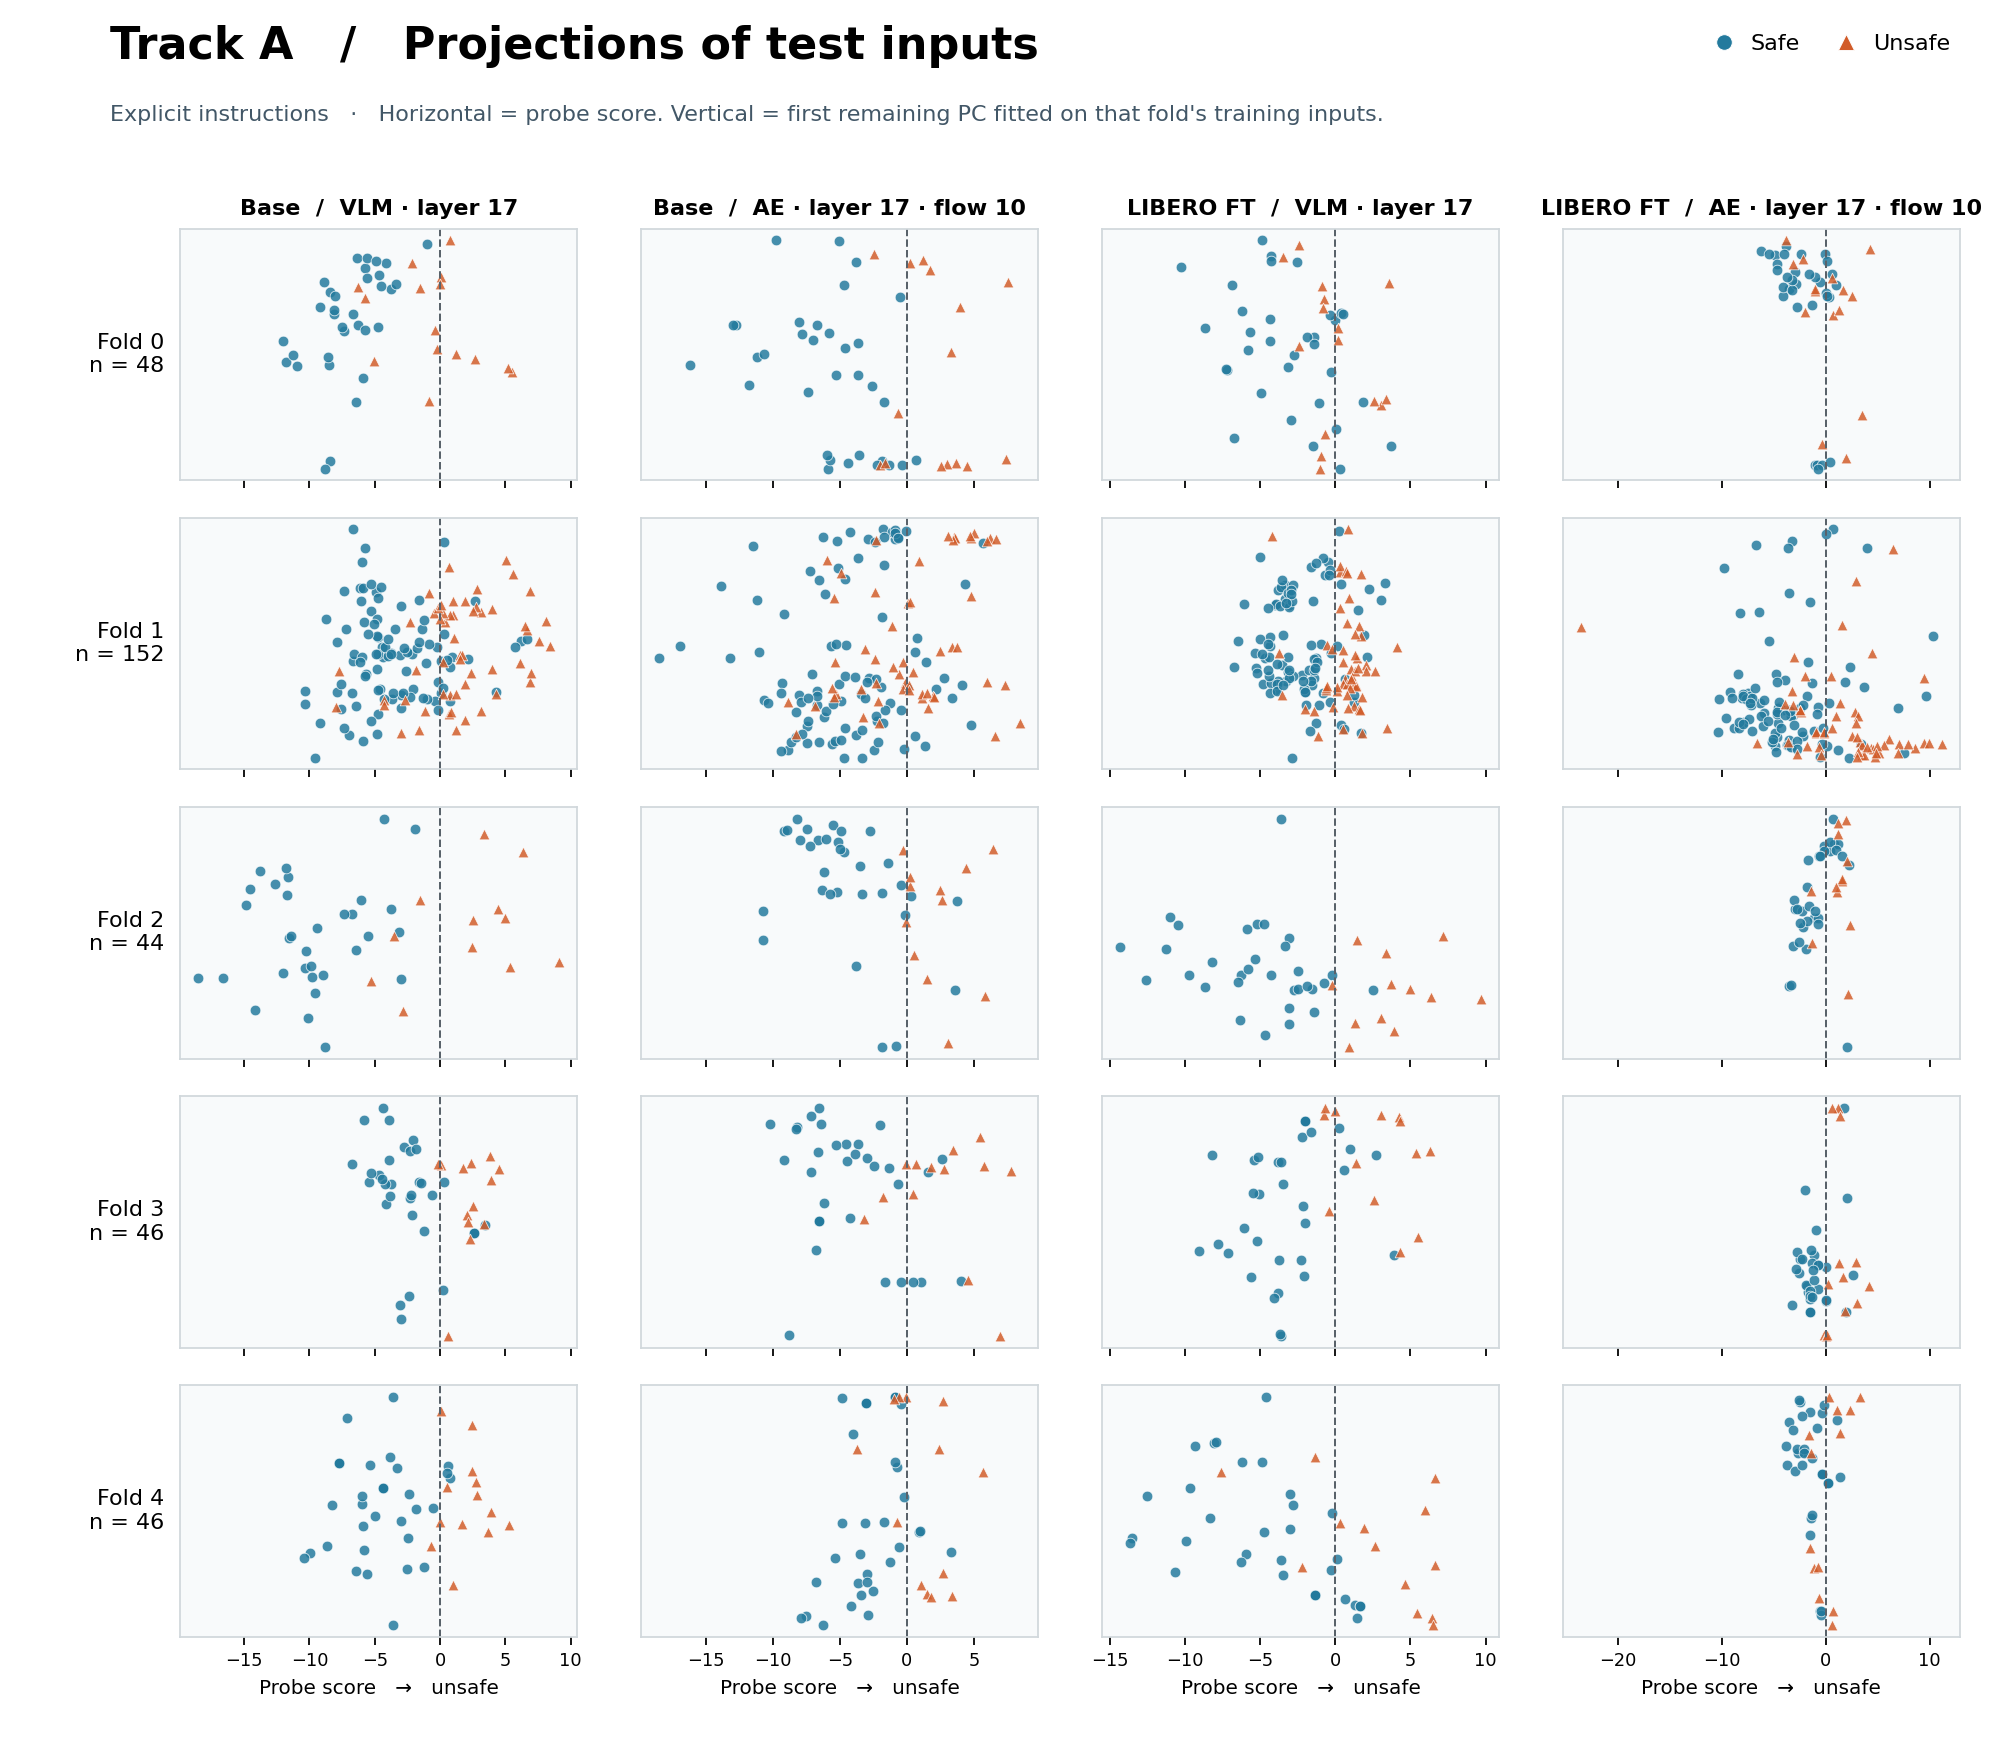 Track A / Projections of test inputs
Safe Unsafe
Explicit instructions · Horizontal = probe score. Vertical = first remaining PC fitted on that fold's training inputs.
Base / VLM · layer 17
Base / AE · layer 17 · flow 10
LIBERO FT / VLM · layer 17
LIBERO FT / AE · layer 17 · flow 10
Fold 0
n = 48
Fold 1
n = 152
Fold 2
n = 44
Fold 3
n = 46
Fold 4
n = 46
−15 −10 −5 0 5 10
−15 −10 −5 0 5
−15 −10 −5 0 5 10
−20 −10 0 10
Probe score → unsafe
Probe score → unsafe
Probe score → unsafe
Probe score → unsafe